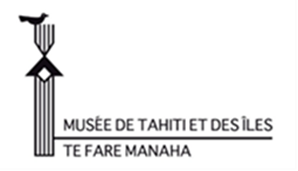 MUSÉE DE TAHITI ET DES ÎLES
TE FARE MANAHA